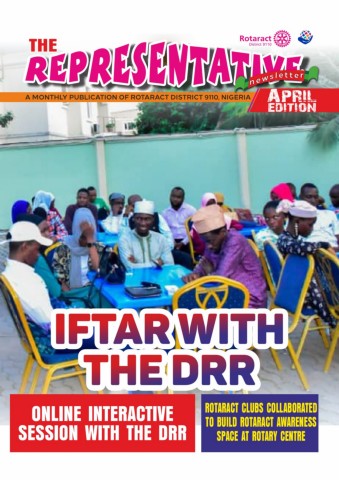 Rotaract
District 9110
THE
REPRESENTATIVE
newsletter
A MONTHLY PUBLICATION OF ROTARACT DISTRICT 9110, NIGERIA
APRIL
EDITION
IFTAR WITH
THE DRR
ONLINE INTERACTIVE
SESSION WITH THE DRR
ROTARACT CLUBS COLLABORATED
TO BUILD ROTARACT AWARENESS
SPACE AT ROTARY CENTRE